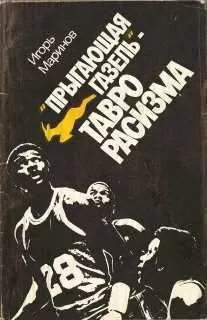 Игорь
Маринов
"ПРЫГАЮЩАЯ
ГАЗЕЛЬ"-
ТАВРО
РАСИЗМА
28